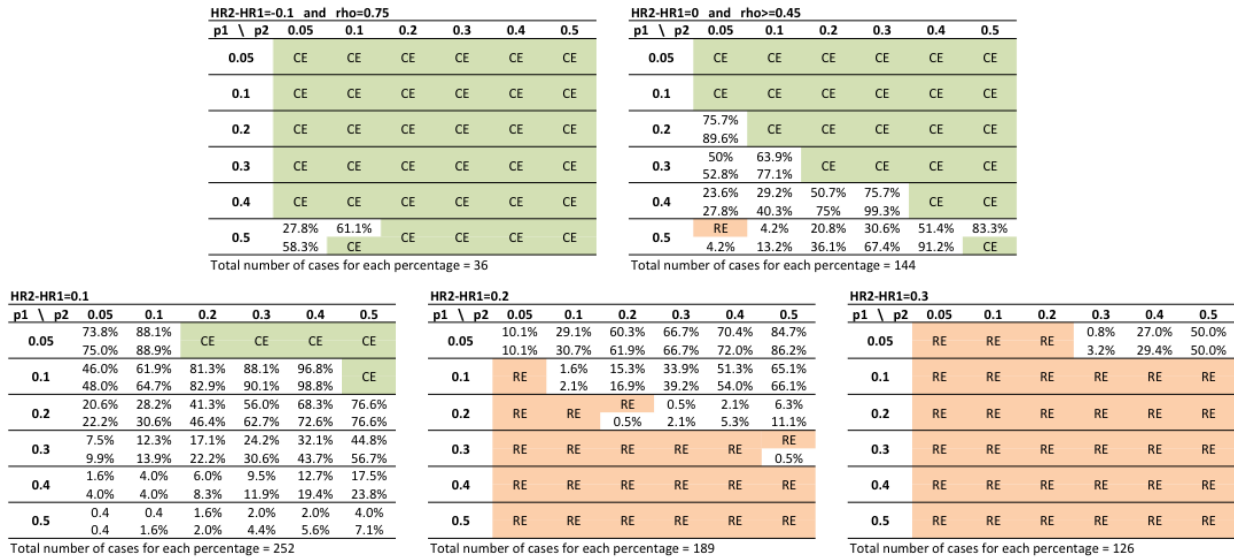 HR2-HR1=-0.1 and rho=0.75
p1 \ p2 0.05 0.1 0.2 0.3 0.4 0.5
0.05 CE CE CE CE CE CE
0.1 CE CE CE CE CE CE
0.2 CE CE CE CE CE CE
0.3 CE CE CE CE CE CE
0.4 CE CE CE CE CE CE
27.8% 61.1%
0.5 CE CE CE CE
58.3% CE
Total number of cases for each percentage = 36
HR2-HR1=0 and rho>=0.45
p1 \ p2 0.05 0.1 0.2 0.3 0.4 0.5
0.05 CE CE CE CE CE CE
0.1 CE CE CE CE CE CE
75.7%
0.2 CE CE CE CE CE
89.6%
50% 63.9%
0.3 CE CE CE CE
52.8% 77.1%
23.6% 29.2% 50.7% 75.7%
0.4 CE CE
27.8% 40.3% 75% 99.3%
RE 4.2% 20.8% 30.6% 51.4% 83.3%
0.5
4.2% 13.2% 36.1% 67.4% 91.2% CE
Total number of cases for each percentage = 144
HR2-HR1=0.1
p1 \ p2 0.05 0.1 0.2 0.3 0.4 0.5
73.8% 88.1%
0.05 CE CE CE CE
75.0% 88.9%
46.0% 61.9% 81.3% 88.1% 96.8%
0.1 CE
48.0% 64.7% 82.9% 90.1% 98.8%
20.6% 28.2% 41.3% 56.0% 68.3% 76.6%
0.2
22.2% 30.6% 46.4% 62.7% 72.6% 76.6%
7.5% 12.3% 17.1% 24.2% 32.1% 44.8%
0.3
9.9% 13.9% 22.2% 30.6% 43.7% 56.7%
1.6% 4.0% 6.0% 9.5% 12.7% 17.5%
0.4
4.0% 4.0% 8.3% 11.9% 19.4% 23.8%
0.4 0.4 1.6% 2.0% 2.0% 4.0%
0.5
0.4 1.6% 2.0% 4.4% 5.6% 7.1%
Total number of cases for each percentage = 252
HR2-HR1=0.2
p1 \ p2 0.05 0.1 0.2 0.3 0.4 0.5
10.1% 29.1% 60.3% 66.7% 70.4% 84.7%
0.05
10.1% 30.7% 61.9% 66.7% 72.0% 86.2%
1.6% 15.3% 33.9% 51.3% 65.1%
0.1 RE
2.1% 16.9% 39.2% 54.0% 66.1%
RE 0.5% 2.1% 6.3%
0.2 RE RE
0.5% 2.1% 5.3% 11.1%
RE
0.3 RE RE RE RE RE
0.5%
0.4 RE RE RE RE RE RE
0.5 RE RE RE RE RE RE
Total number of cases for each percentage = 189
HR2-HR1=0.3
p1 \ p2 0.05 0.1 0.2 0.3 0.4 0.5
0.8% 27.0% 50.0%
0.05 RE RE RE
3.2% 29.4% 50.0%
0.1 RE RE RE RE RE RE
0.2 RE RE RE RE RE RE
0.3 RE RE RE RE RE RE
0.4 RE RE RE RE RE RE
0.5 RE RE RE RE RE RE
Total number of cases for each percentage = 126